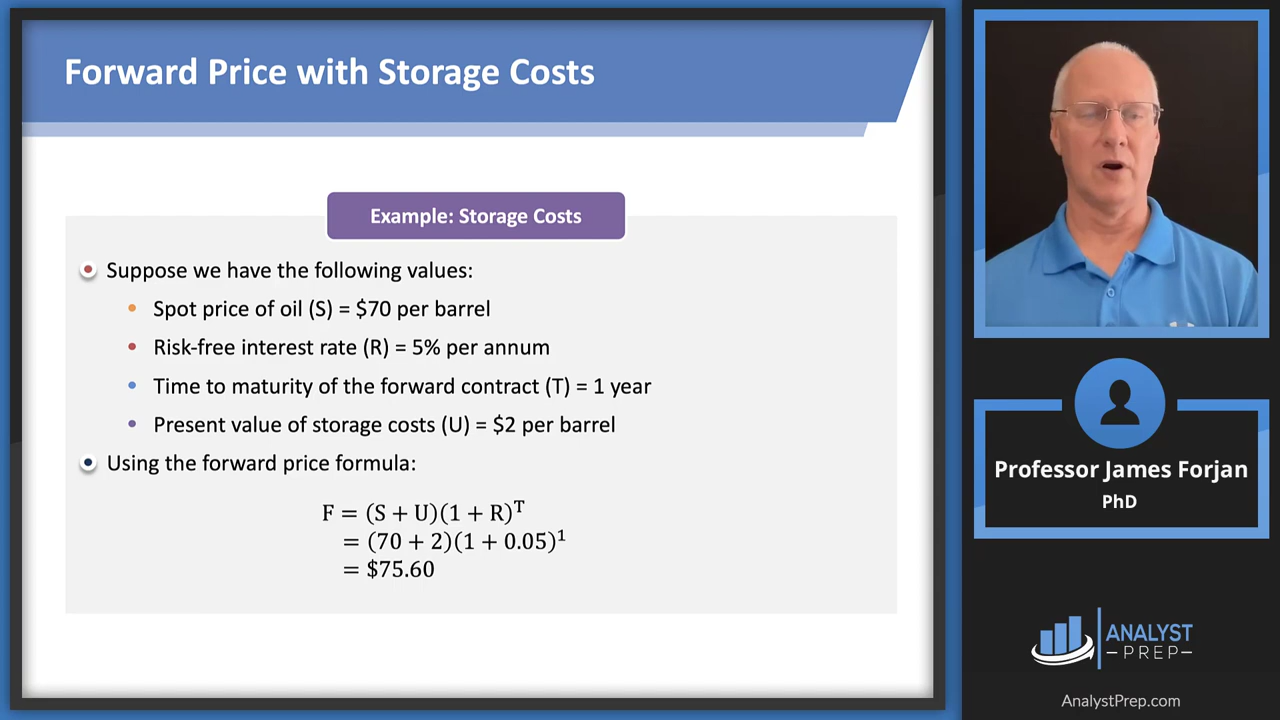 Forward Price with Storage Costs
Example: Storage Costs
Suppose we have the following values:
Spot price of oil (S) = $70 per barrel
Risk-free interest rate (R) = 5% per annum
Time to maturity of the forward contract (T) = 1 year
Present value of storage costs (U) = $2 per barrel
Using the forward price formula:
F = (S + U)(1 + R)ᵀ
= (70 + 2)(1 + 0.05)¹
= $75.60
Professor James Forjan
PhD
ANALYST
PREP
AnalystPrep.com